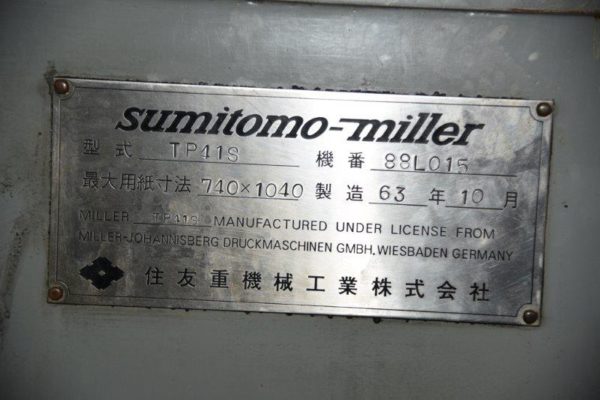 sumitomo-miller
型式 TP41S 機番 88L015
最大用紙寸法 740×1040 製造 63 年 10 月
MILLER TP41S MANUFACTURED UNDER LICENSE FROM
MILLER-JOHANNISBERG DRUCKMASCHINEN GMBH, WIESBADEN GERMANY
住友重機械工業株式会社